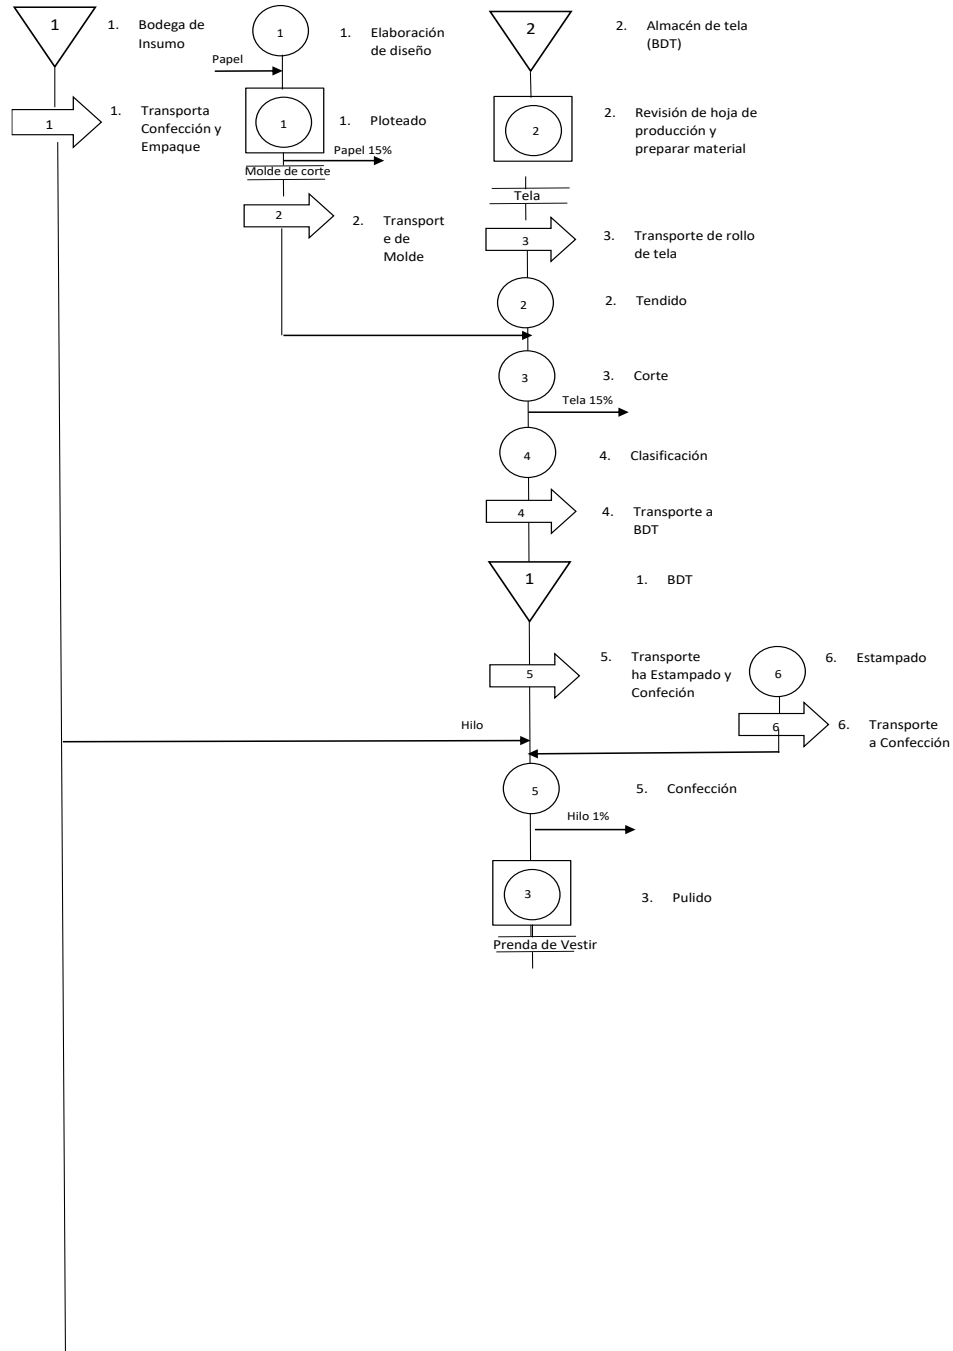 1
1. Bodega de
Insumo
1
1. Elaboración
de diseño
2
2. Almacén de tela
(BDT)
Papel
1
1. Transporta
Confección y
Empaque
1
1. Ploteado
Papel 15%
Molde de corte
2
2. Revisión de hoja de
producción y
preparar material
Tela
2
2. Transport
e de
Molde
3
3. Transporte de rollo
de tela
2
2. Tendido
3
3. Corte
Tela 15%
4
4. Clasificación
4
4. Transporte a
BDT
1
1. BDT
5
5. Transporte
ha Estampado y
Confeción
6
6. Estampado
6
6. Transporte
a Confección
Hilo
5
5. Confección
Hilo 1%
3
3. Pulido
Prenda de Vestir